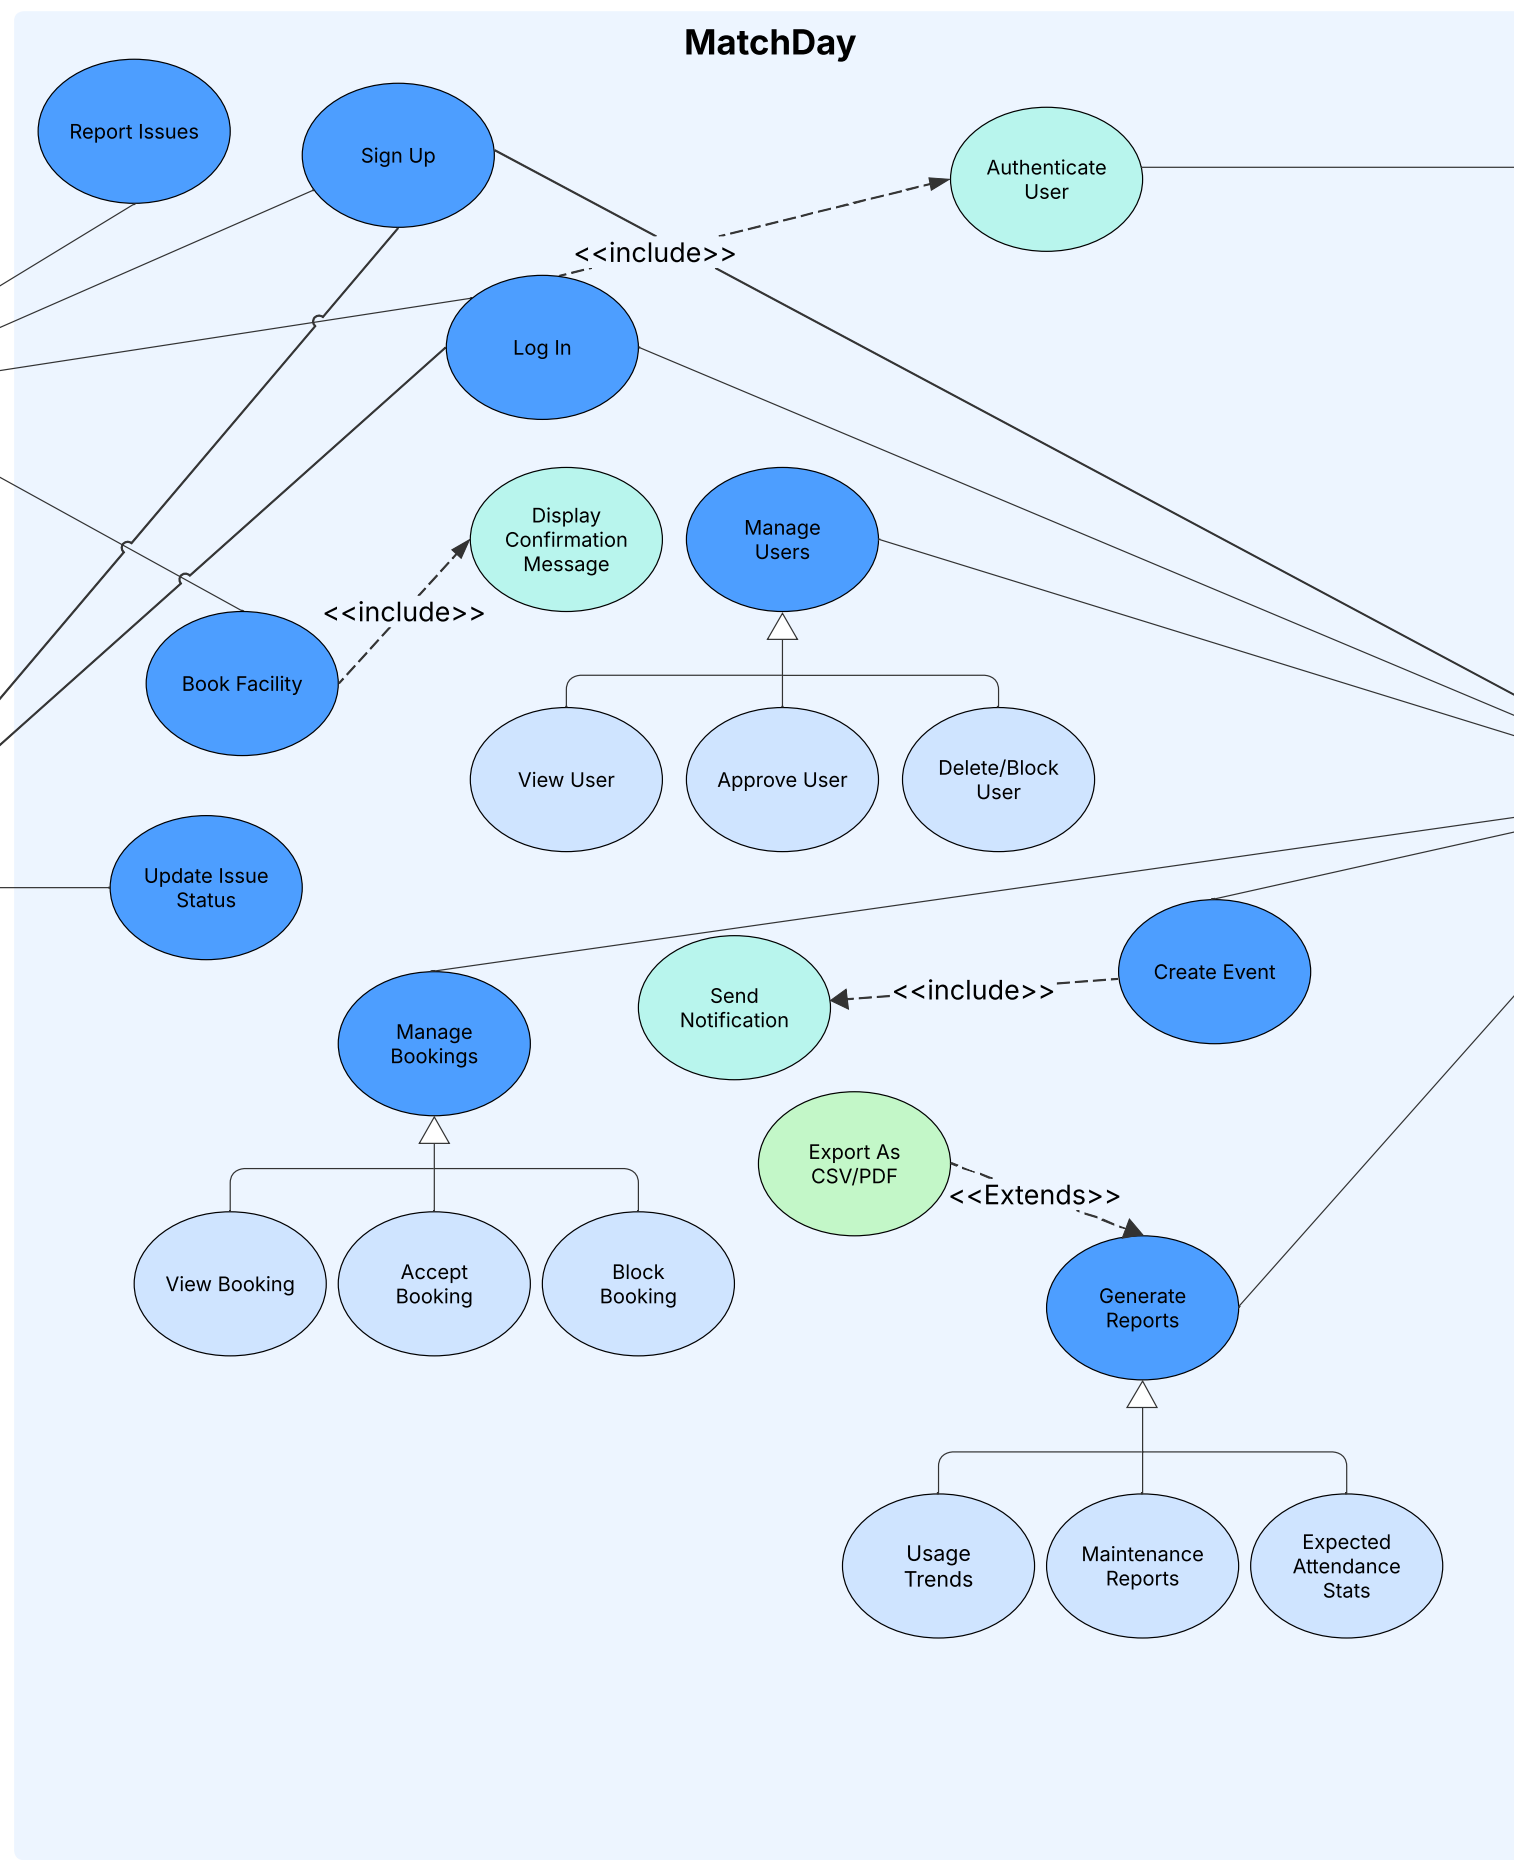 MatchDay
Report Issues
Sign Up
Authenticate
User
<<include>>
Log In
Display
Confirmation
Message
Manage
Users
<<include>>
Book Facility
View User
Approve User
Delete/Block
User
Update Issue
Status
Create Event
<<include>>
Send
Notification
Manage
Bookings
Export As
CSV/PDF
<<Extends>>
View Booking
Accept
Booking
Block
Booking
Generate
Reports
Usage
Trends
Maintenance
Reports
Expected
Attendance
Stats